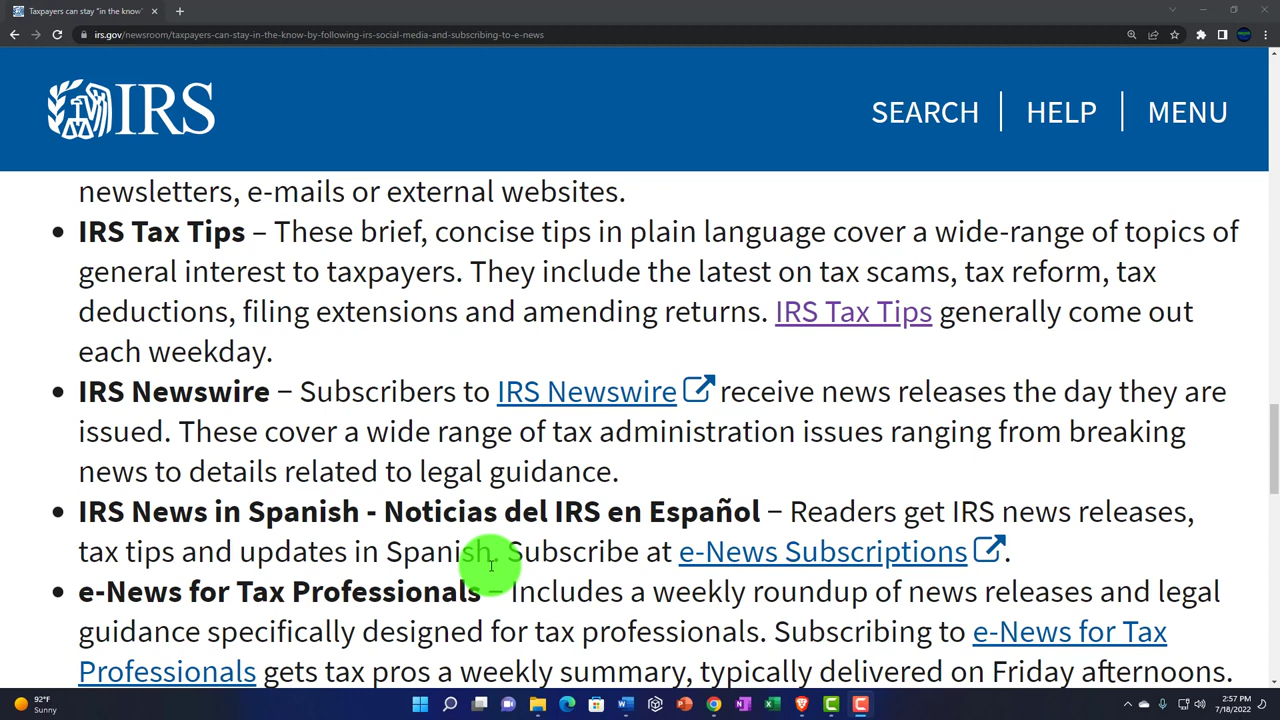 Taxpayers can stay "in the know"
irs.gov/newsroom/taxpayers-can-stay-in-the-know-by-following-irs-social-media-and-subscribing-to-e-news
IRS
SEARCH
HELP
MENU
newsletters, e-mails or external websites.
IRS Tax Tips – These brief, concise tips in plain language cover a wide-range of topics of
general interest to taxpayers. They include the latest on tax scams, tax reform, tax
deductions, filing extensions and amending returns. IRS Tax Tips generally come out
each weekday.
IRS Newswire − Subscribers to IRS Newswire receive news releases the day they are
issued. These cover a wide range of tax administration issues ranging from breaking
news to details related to legal guidance.
IRS News in Spanish - Noticias del IRS en Español − Readers get IRS news releases,
tax tips and updates in Spanish. Subscribe at e-News Subscriptions.
e-News for Tax Professionals − Includes a weekly roundup of news releases and legal
guidance specifically designed for tax professionals. Subscribing to e-News for Tax
Professionals gets tax pros a weekly summary, typically delivered on Friday afternoons.
92°F
Sunny
2:57 PM
7/18/2022